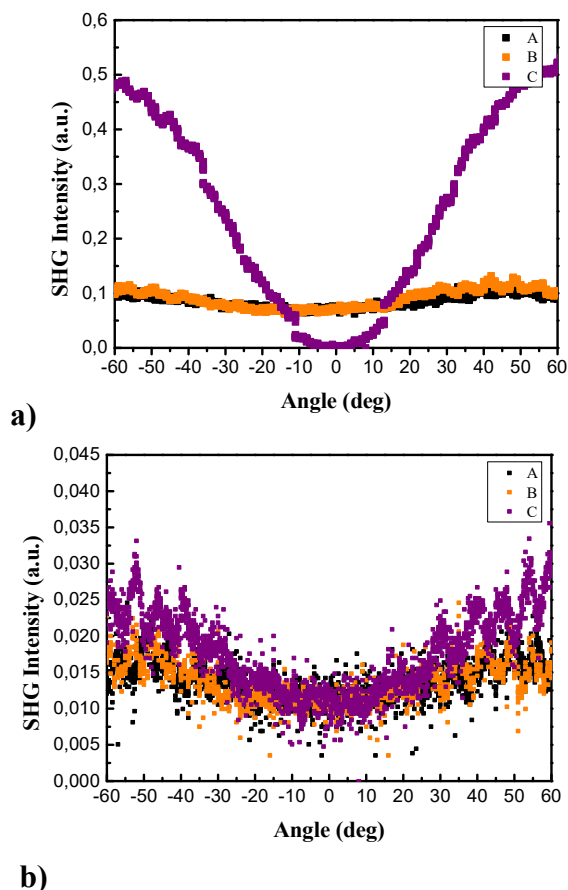 0,6
0,5
0,4
0,3
0,2
0,1
0,0
SHG Intensity (a.u.)
A
B
C
-60 -50 -40 -30 -20 -10 0 10 20 30 40 50 60
Angle (deg)
a)
0,045
0,040
0,035
0,030
0,025
0,020
0,015
0,010
0,005
0,000
SHG Intensity (a.u.)
A
B
C
-60 -50 -40 -30 -20 -10 0 10 20 30 40 50 60
Angle (deg)
b)